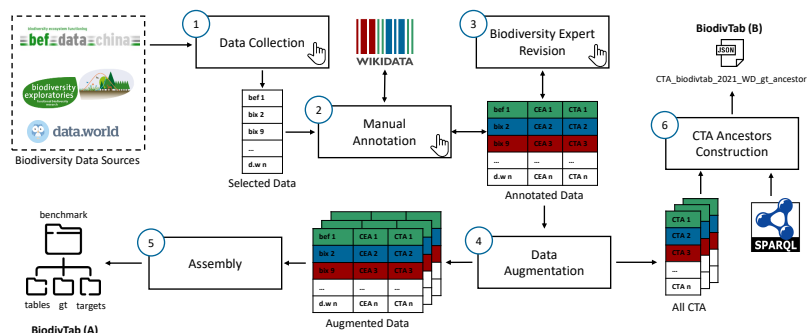 biodiversity ecosystem functioning
bef-data-china
biodiversity
exploratories
data.world
Biodiversity Data Sources
1
Data Collection
bef 1
bix 2
bix 9
...
d.w n
Selected Data
WIKIDATA
2
Manual
Annotation
3
Biodiversity Expert
Revision
bef 1 CEA 1 CTA 1
bix 2 CEA 2 CTA 2
bix 9 CEA 3 CTA 3
... ... ...
d.w n CEA n CTA n
Annotated Data
BiodivTab (B)
JSON
CTA_biodivtab_2021_WD_gt_ancestor
6
CTA Ancestors
Construction
SPARQL
CTA 1
CTA 2
CTA 3
...
CTA n
All CTA
4
Data
Augmentation
bef 1 CEA 1 CTA 1
bix 2 CEA 2 CTA 2
bix 9 CEA 3 CTA 3
... ... ...
d.w n CEA n CTA n
Augmented Data
5
Assembly
benchmark
tables gt targets
BiodivTab (A)